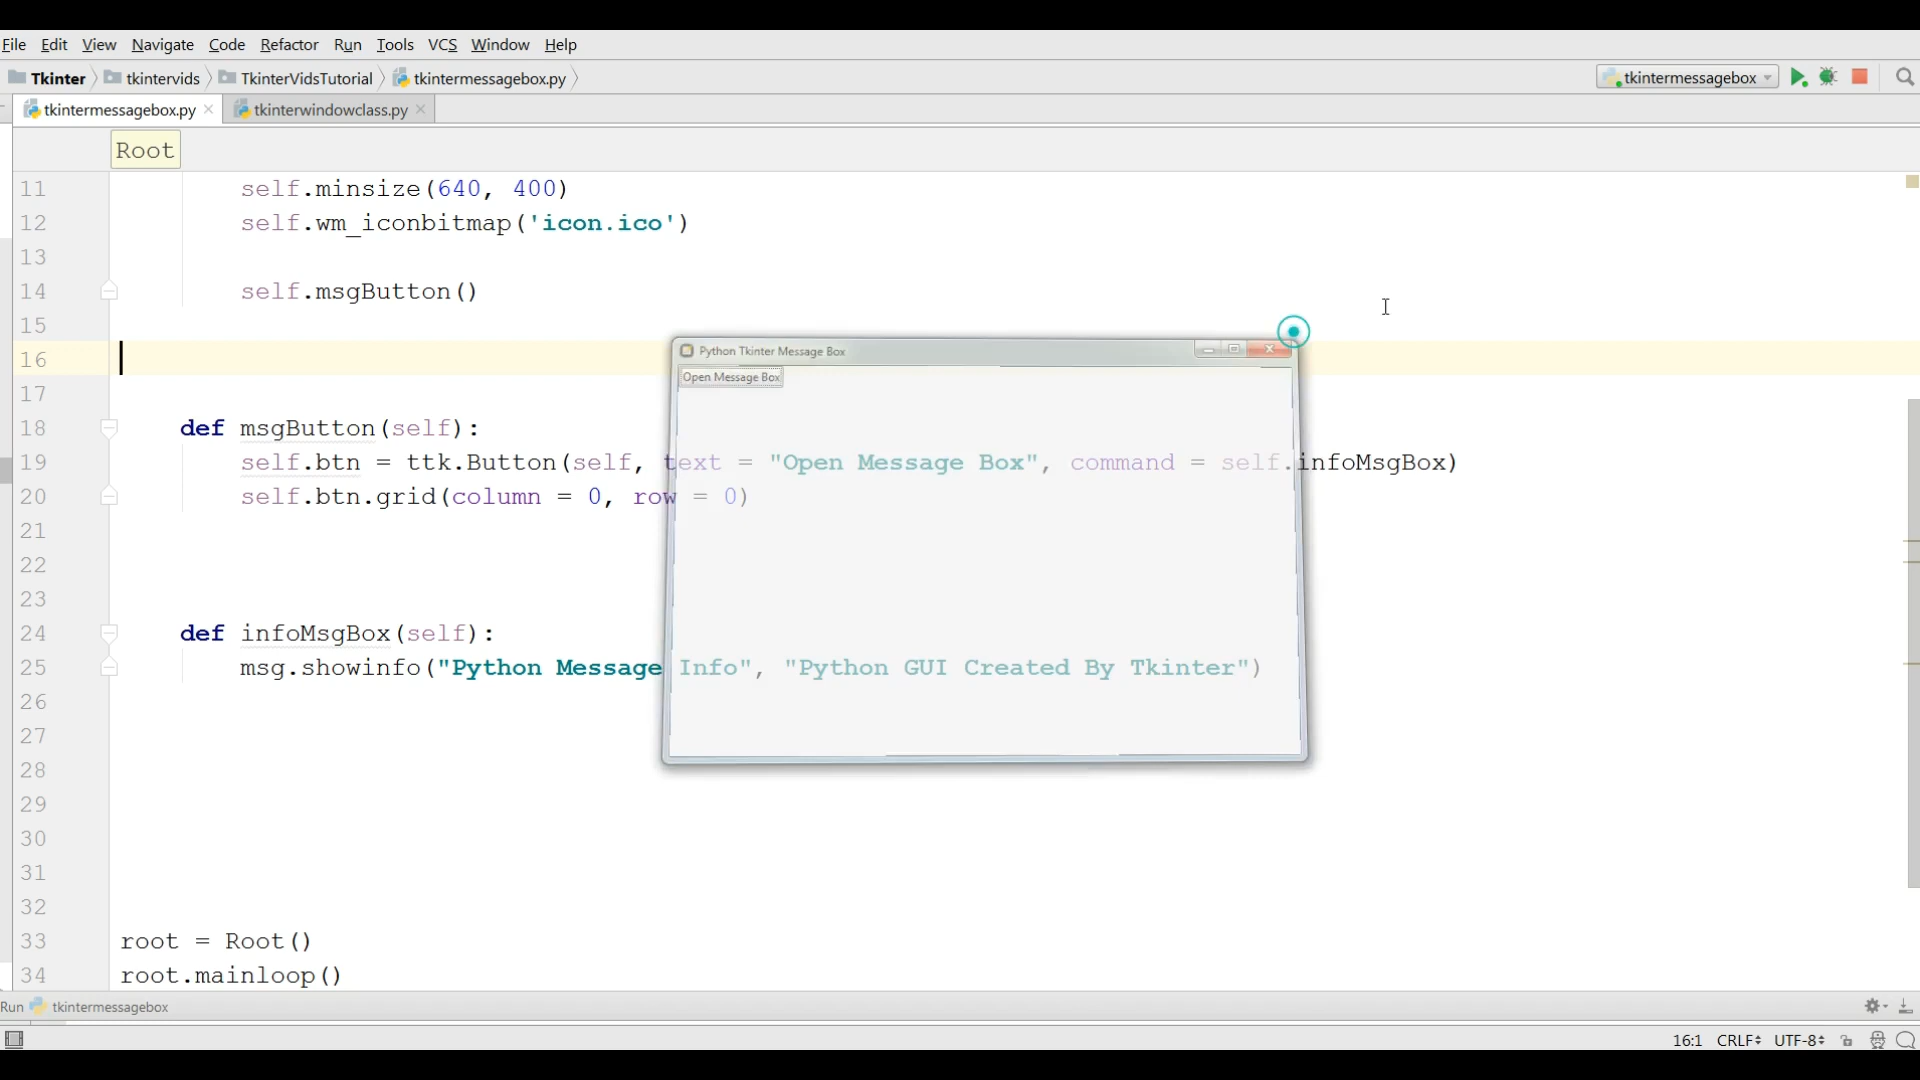 File Edit View Navigate Code Refactor Run Tools VCS Window Help
Tkinter tkintervids TkinterVidsTutorial tkintermessagebox.py tkintermessagebox
tkintermessagebox.py tkinterwindowclass.py
Root
11 self.minsize(640, 400)
12 self.wm_iconbitmap('icon.ico')
13
14 self.msgButton()
15
16
17
18 def msgButton(self):
19 self.btn = ttk.Button(self, text = "Open Message Box", command = self.infoMsgBox)
20 self.btn.grid(column = 0, row = 0)
21
22
23
24 def infoMsgBox(self):
25 msg.showinfo("Python Message Info", "Python GUI Created By Tkinter")
26
27
28
29
30
31
32
33 root = Root()
34 root.mainloop()
Python Tkinter Message Box
Open Message Box
Run tkintermessagebox
16:1 CRLF UTF-8